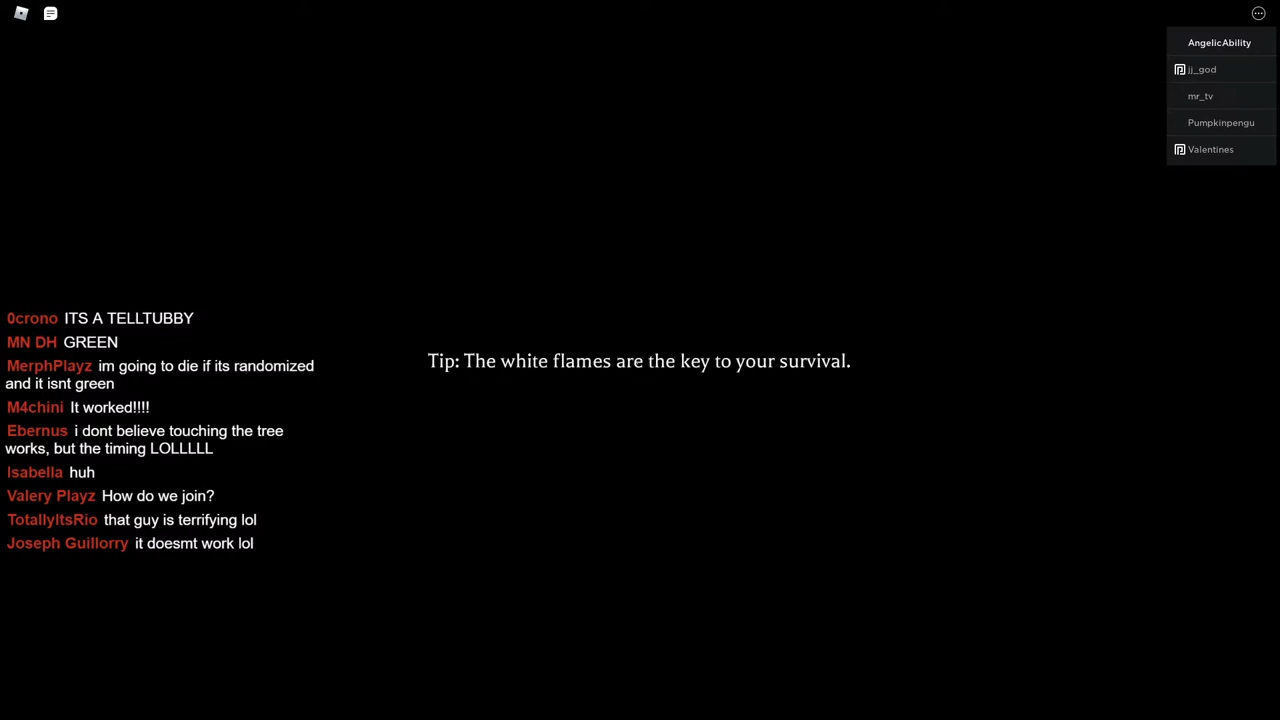 AngelicAbility
jj_god
mr_tv
Pumpkinpengu
Valentines
0crono ITS A TELLTUBBY
MN DH GREEN
MerphPlayz im going to die if its randomized
and it isnt green
M4chini It worked!!!!
Ebernus i dont believe touching the tree
works, but the timing LOLLLLL
Isabella huh
Valery Playz How do we join?
TotallyItsRio that guy is terrifying lol
Joseph Guillorry it doesmt work lol
Tip: The white flames are the key to your survival.